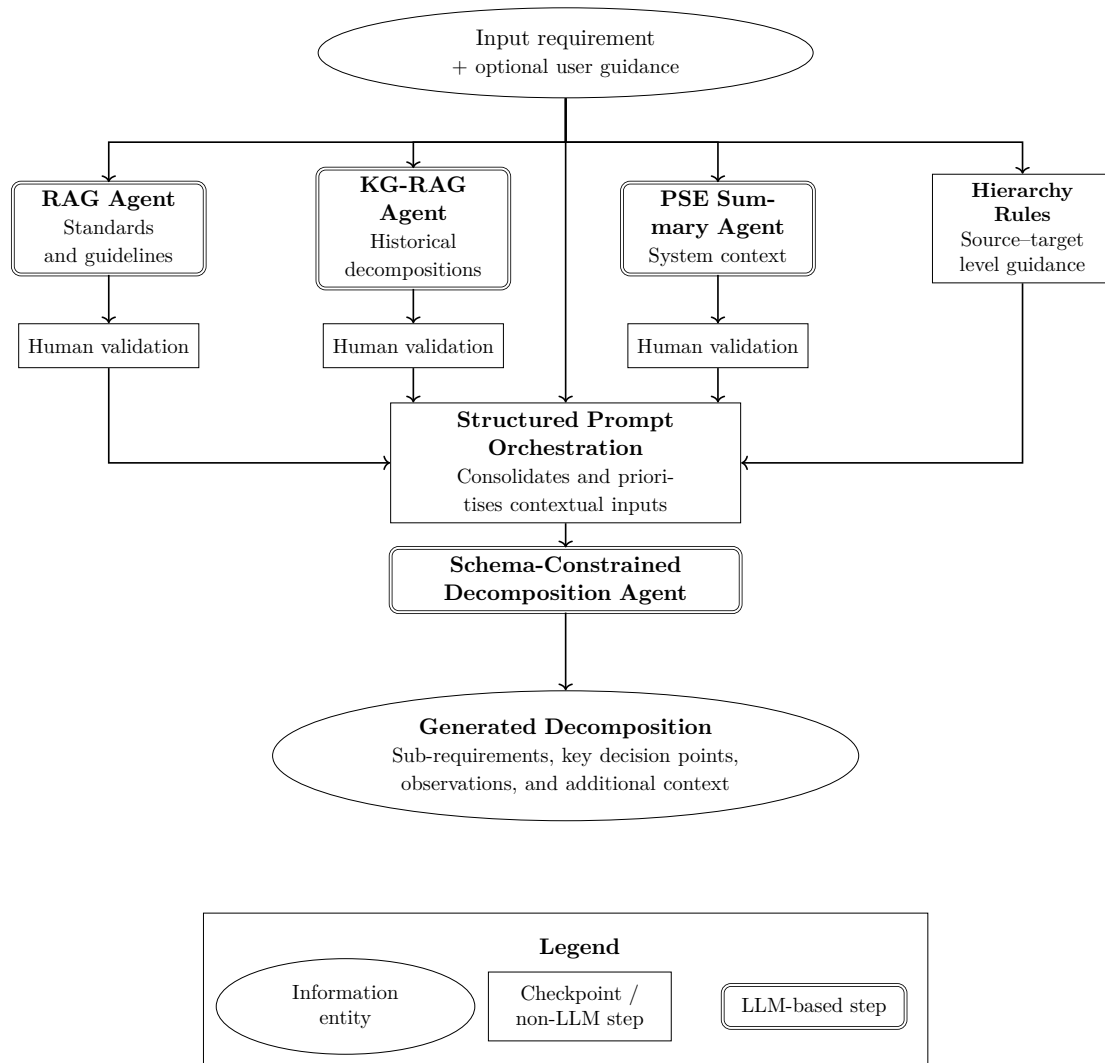 Input requirement
+ optional user guidance
RAG Agent
Standards
and guidelines
KG-RAG
Agent
Historical
decompositions
PSE Sum-
mary Agent
System context
Hierarchy
Rules
Source–target
level guidance
Human validation
Human validation
Human validation
Structured Prompt
Orchestration
Consolidates and priori-
tises contextual inputs
Schema-Constrained
Decomposition Agent
Generated Decomposition
Sub-requirements, key decision points,
observations, and additional context
Legend
Information
entity
Checkpoint /
non-LLM step
LLM-based step